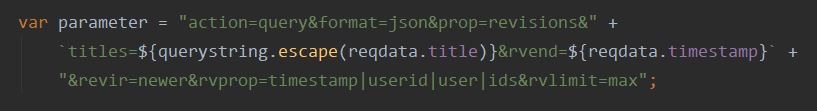 var parameter = "action=query&format=json&prop=revisions&" +
`titles=${querystring.escape(reqdata.title)}&rvend=${reqdata.timestamp}` +
"&revir=newer&rvprop=timestamp|userid|user|ids&rvlimit=max";